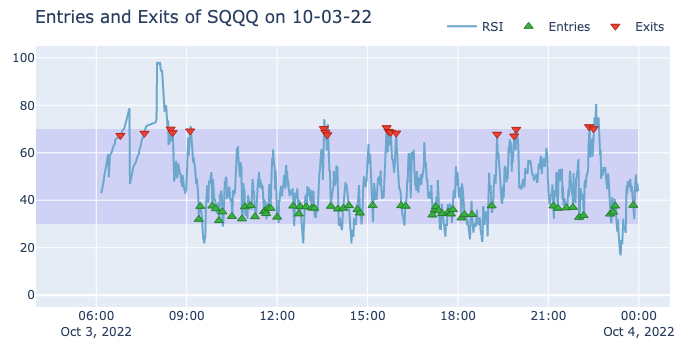 Entries and Exits of SQQQ on 10-03-22
RSI Entries Exits
100
80
60
40
20
0
06:00 09:00 12:00 15:00 18:00 21:00 00:00
Oct 3, 2022 Oct 4, 2022